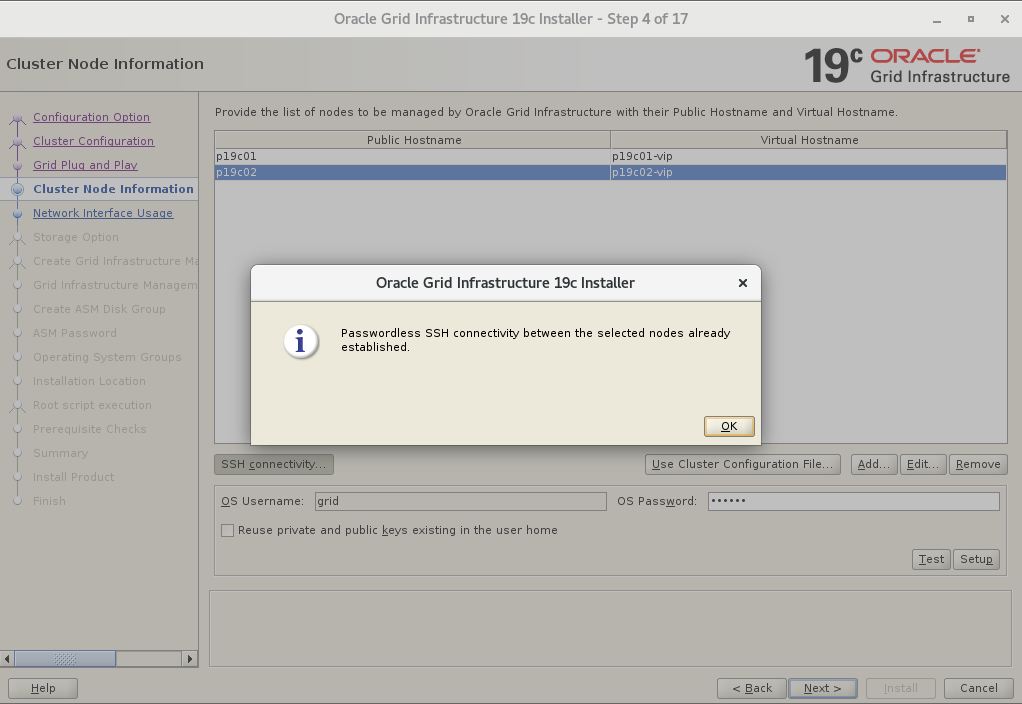 Oracle Grid Infrastructure 19c Installer - Step 4 of 17
Cluster Node Information
19c ORACLE
Grid Infrastructure
Configuration Option
Cluster Configuration
Grid Plug and Play
Cluster Node Information
Network Interface Usage
Storage Option
Create Grid Infrastructure Ma
Grid Infrastructure Managem
Create ASM Disk Group
ASM Password
Operating System Groups
Installation Location
Root script execution
Prerequisite Checks
Summary
Install Product
Finish
Provide the list of nodes to be managed by Oracle Grid Infrastructure with their Public Hostname and Virtual Hostname.
Public Hostname Virtual Hostname
p19c01 p19c01-vip
p19c02 p19c02-vip
Oracle Grid Infrastructure 19c Installer
Passwordless SSH connectivity between the selected nodes already
established.
OK
SSH connectivity... Use Cluster Configuration File... Add... Edit... Remove
OS Username: grid OS Password: ••••••
Reuse private and public keys existing in the user home
Test Setup
Help < Back Next > Install Cancel